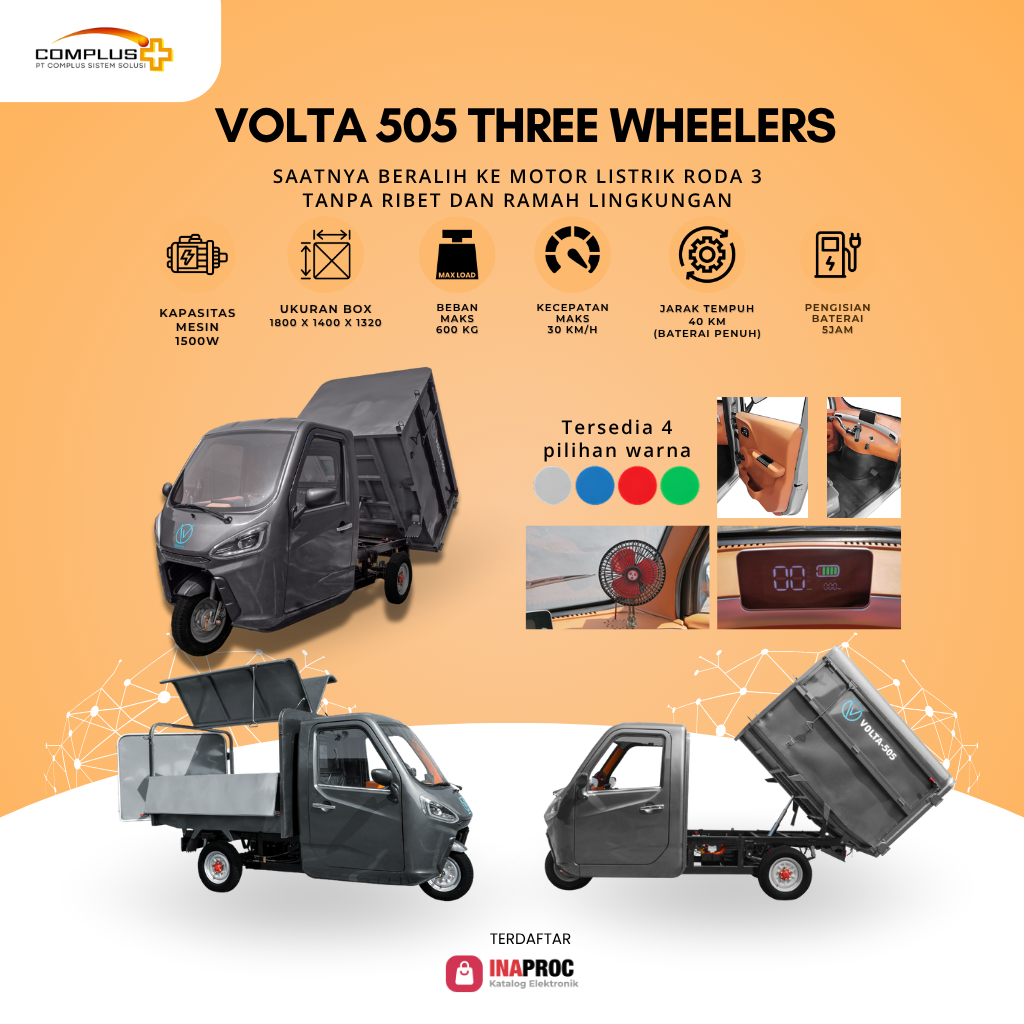 COMPLUS
PT COMPLUS SISTEM SOLUSI
VOLTA 505 THREE WHEELERS
SAATNYA BERALIH KE MOTOR LISTRIK RODA 3
TANPA RIBET DAN RAMAH LINGKUNGAN
MAX LOAD
KAPASITAS
MESIN
1500W
UKURAN BOX
1800 X 1400 X 1320
BEBAN
MAKS
600 KG
KECEPATAN
MAKS
30 KM/H
JARAK TEMPUH
40 KM
(BATERAI PENUH)
PENGISIAN
BATERAI
5JAM
Tersedia 4
pilihan warna
00
VOLTA-505
TERDAFTAR
INAPROC
Katalog Elektronik